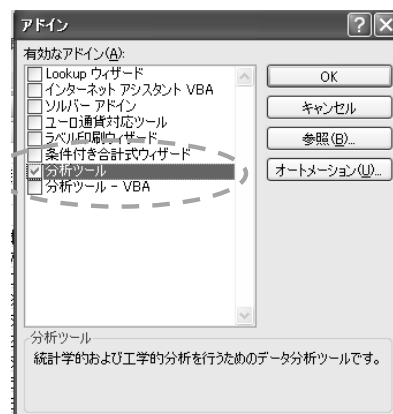 アドイン
有効なアドイン(A):
Lookup ウィザード
インターネット アシスタント VBA
ソルバー アドイン
ユーロ通貨対応ツール
ラベル印刷ウィザード
条件付き合計式ウィザード
分析ツール
分析ツール - VBA
OK
キャンセル
参照(B)...
オートメーション(U)...
分析ツール
統計学的および工学的分析を行うためのデータ分析ツールです。